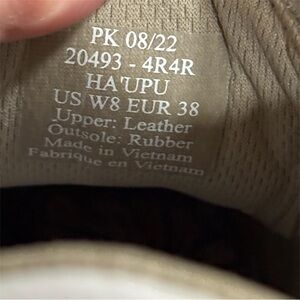 PK 08/22
20493 - 4R4R
HA'UPU
US W8 EUR 38
Upper: Leather
Outsole: Rubber
Made in Vietnam
Fabriqué en Vietnam